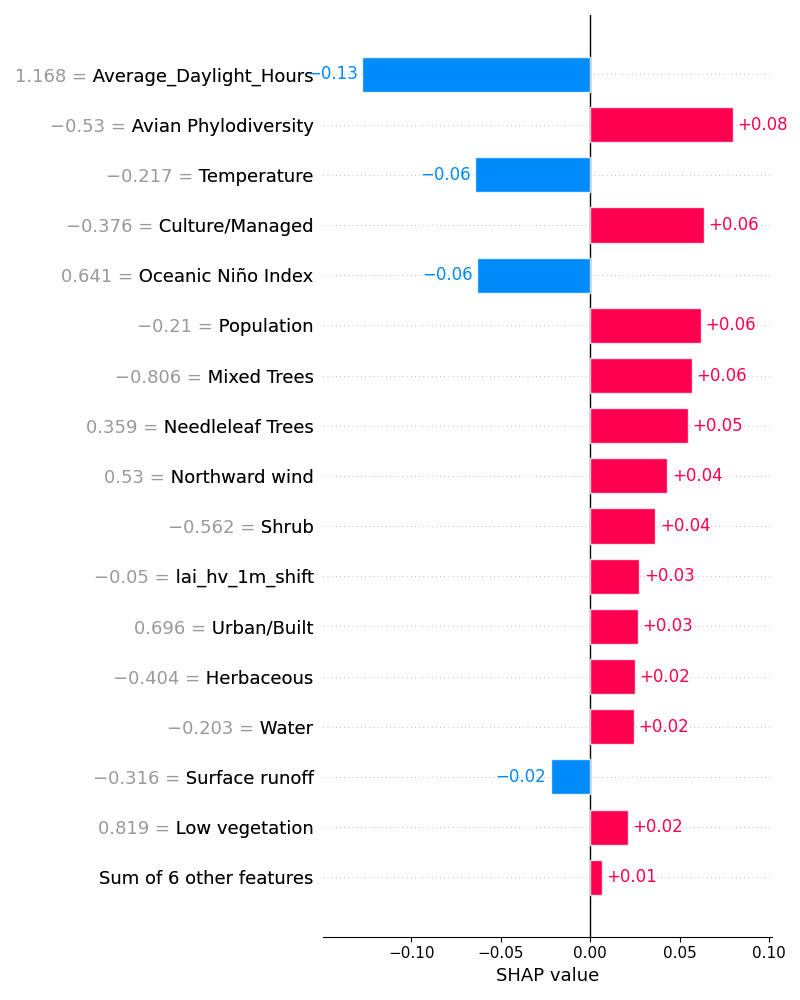 1.168 = Average_Daylight_Hours −0.13
−0.53 = Avian Phylodiversity +0.08
−0.217 = Temperature −0.06
−0.376 = Culture/Managed +0.06
0.641 = Oceanic Niño Index −0.06
−0.21 = Population +0.06
−0.806 = Mixed Trees +0.06
0.359 = Needleleaf Trees +0.05
0.53 = Northward wind +0.04
−0.562 = Shrub +0.04
−0.05 = lai_hv_1m_shift +0.03
0.696 = Urban/Built +0.03
−0.404 = Herbaceous +0.02
−0.203 = Water +0.02
−0.316 = Surface runoff −0.02
0.819 = Low vegetation +0.02
Sum of 6 other features +0.01
−0.10 −0.05 0.00 0.05 0.10
SHAP value